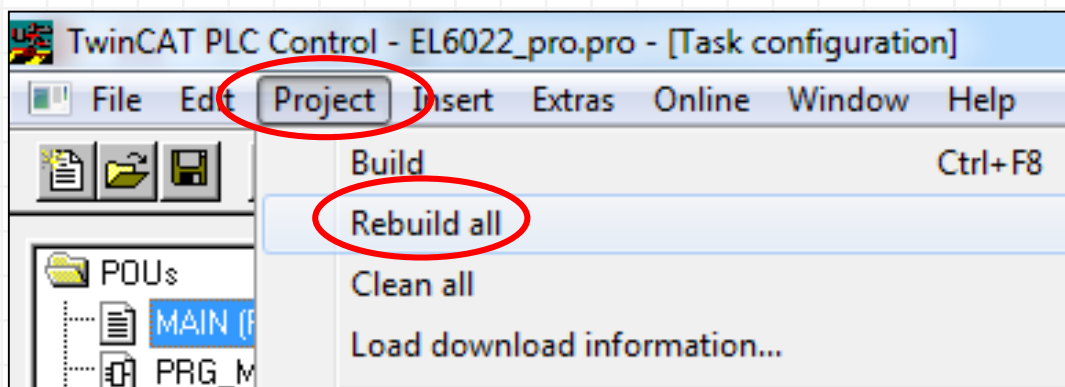 TwinCAT PLC Control - EL6022_pro.pro - [Task configuration]
File Edit Project Insert Extras Online Window Help
Build Ctrl+F8
Rebuild all
Clean all
Load download information...
POUs
MAIN